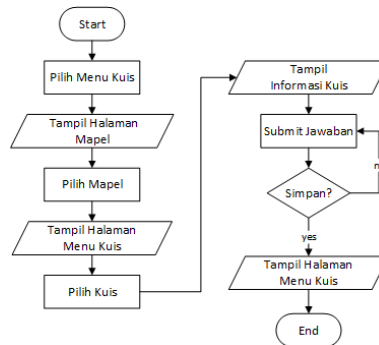 Start
Pilih Menu Kuis
Tampil Halaman
Mapel
Pilih Mapel
Tampil Halaman
Menu Kuis
Pilih Kuis
Tampil
Informasi Kuis
Submit Jawaban
n
Simpan?
yes
Tampil Halaman
Menu Kuis
End